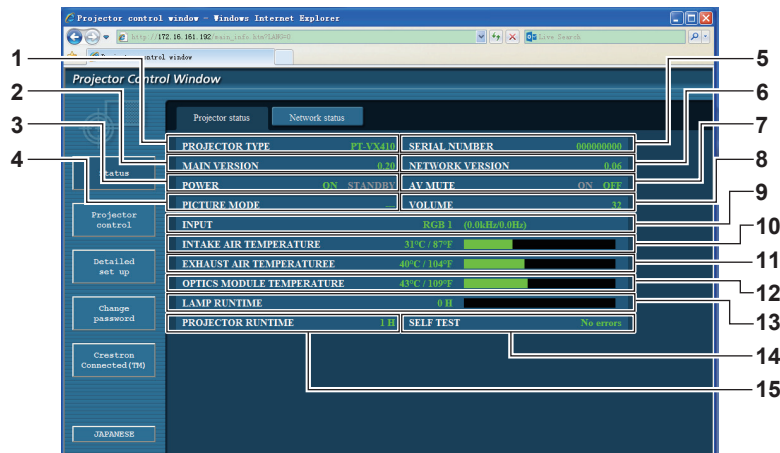 Projector control window - Windows Internet Explorer
http://172.16.161.192/main_info.htm?LANG=0
Live Search
Projector control window
Projector Control Window
Projector status
Network status
PROJECTOR TYPE PT-VX410
SERIAL NUMBER 000000000
MAIN VERSION 0.20
NETWORK VERSION 0.06
POWER ON STANDBY
AV MUTE ON OFF
PICTURE MODE ---
VOLUME 32
INPUT RGB 1 (0.0kHz/0.0Hz)
INTAKE AIR TEMPERATURE 31°C / 87°F
EXHAUST AIR TEMPERATUREE 40°C / 104°F
OPTICS MODULE TEMPERATURE 43°C / 109°F
LAMP RUNTIME 0 H
PROJECTOR RUNTIME 1 H
SELF TEST No errors
Status
Projector
control
Detailed
set up
Change
password
Crestron
Connected(TM)
JAPANESE
1
2
3
4
5
6
7
8
9
10
11
12
13
14
15